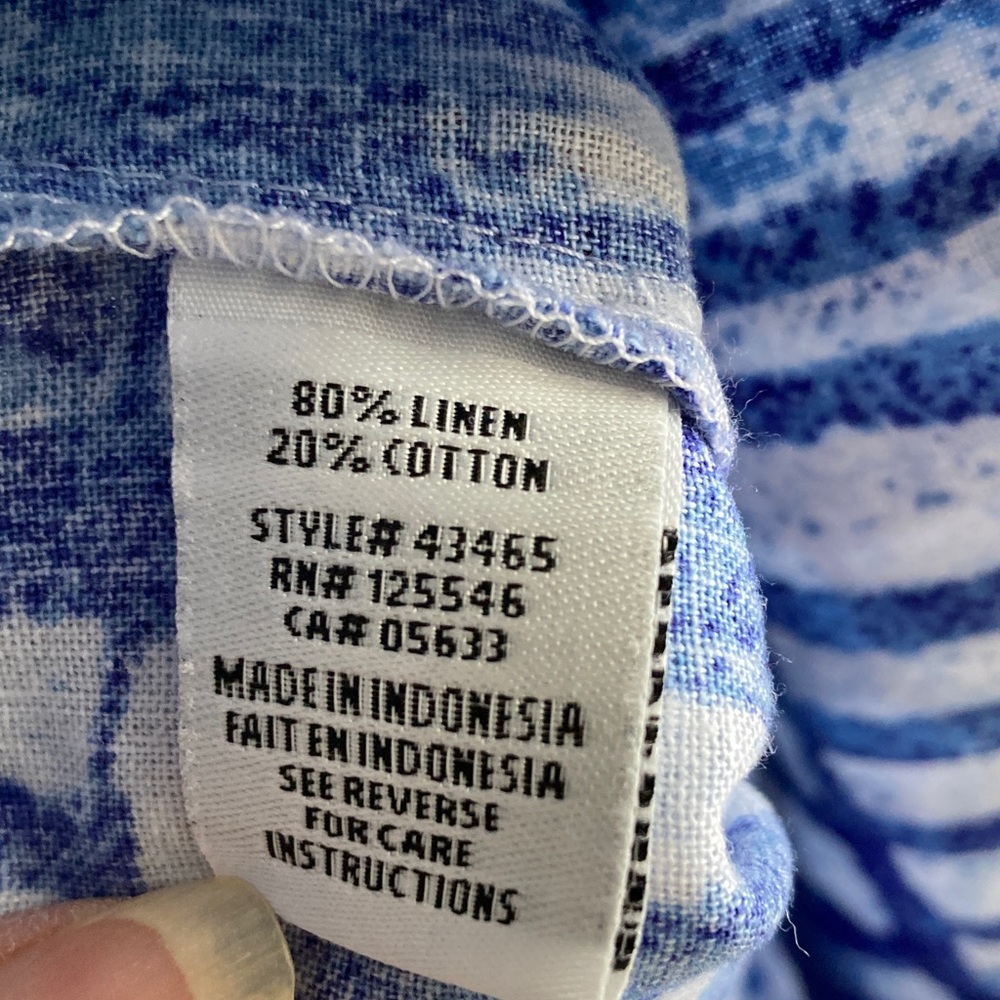 80% LINEN
20% COTTON
STYLE# 43465
RN# 125546
CA# 05633
MADE IN INDONESIA
FAIT EN INDONESIA
SEE REVERSE
FOR CARE
INSTRUCTIONS